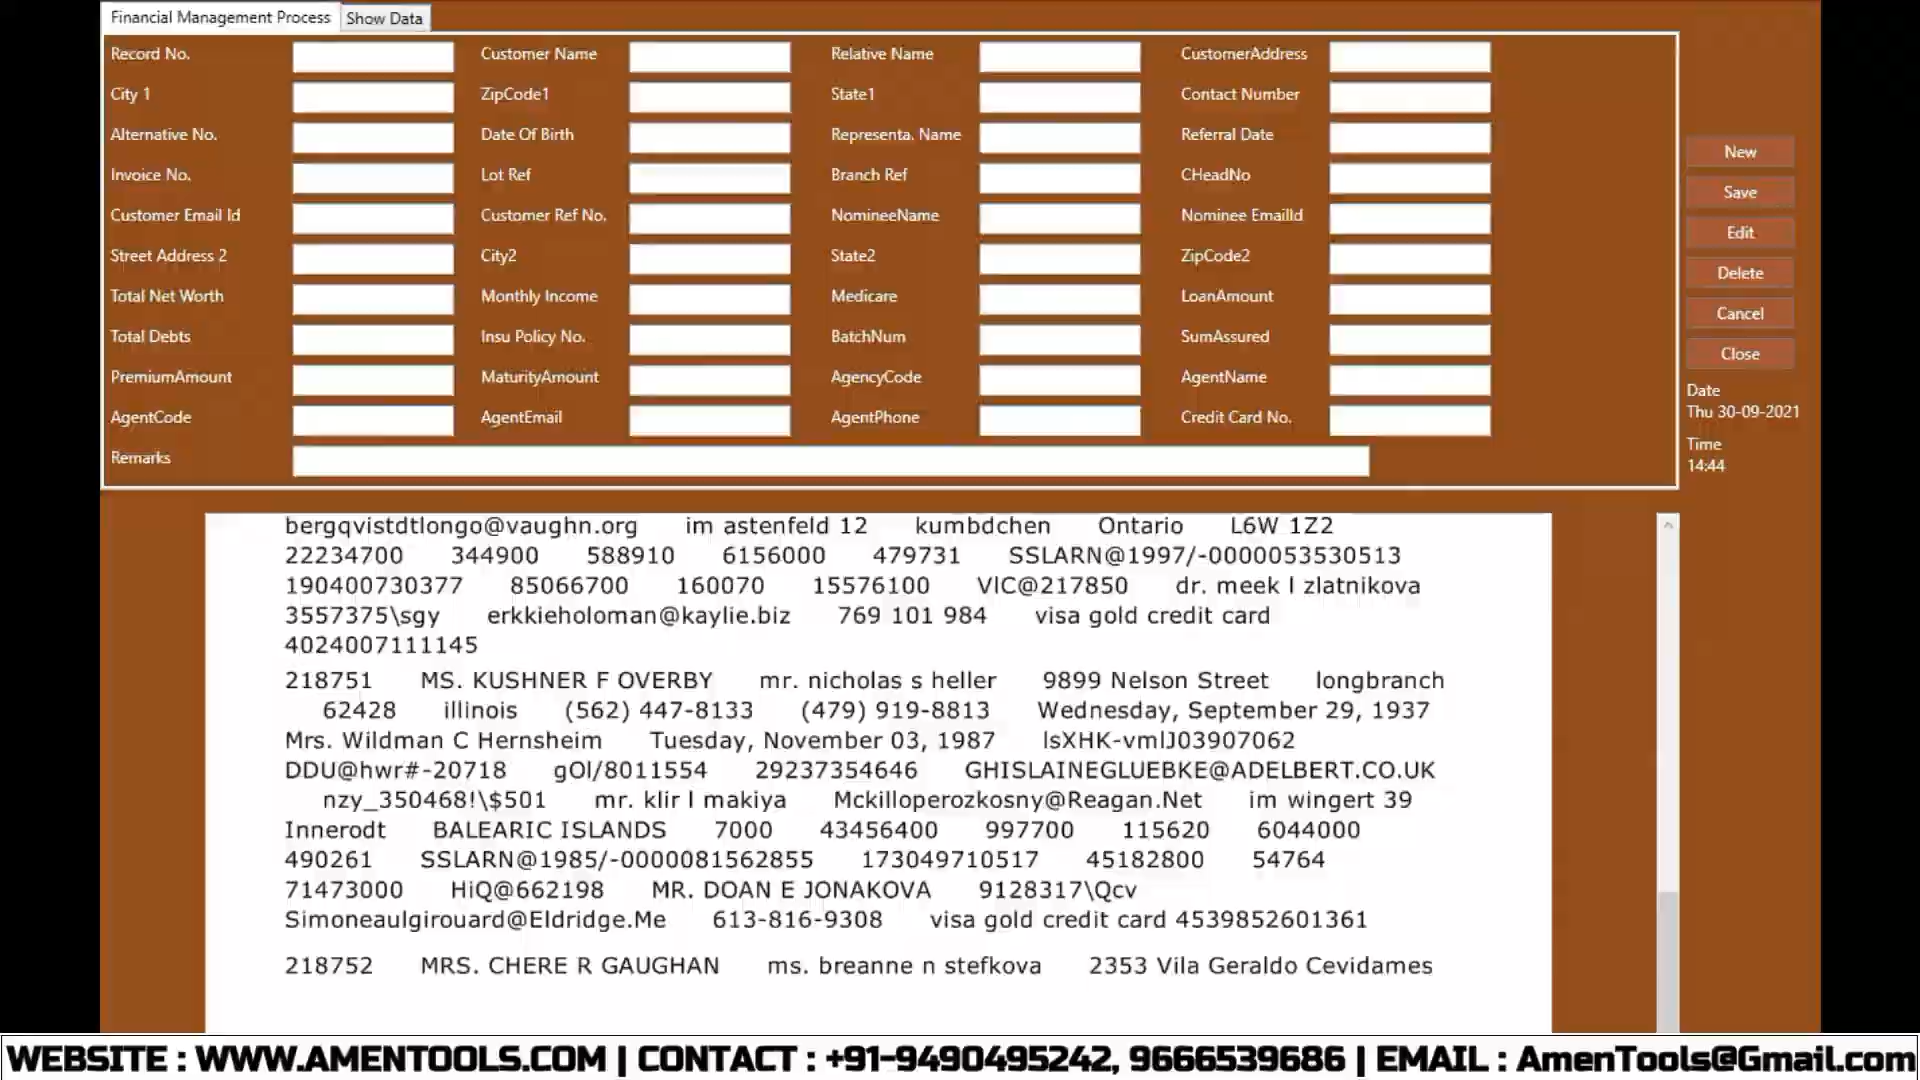 Financial Management Process Show Data
Record No. Customer Name Relative Name CustomerAddress
City 1 ZipCode1 State1 Contact Number
Alternative No. Date Of Birth Representa. Name Referral Date
Invoice No. Lot Ref Branch Ref CHeadNo
Customer Email Id Customer Ref No. NomineeName Nominee EmailId
Street Address 2 City2 State2 ZipCode2
Total Net Worth Monthly Income Medicare LoanAmount
Total Debts Insu Policy No. BatchNum SumAssured
PremiumAmount MaturityAmount AgencyCode AgentName
AgentCode AgentEmail AgentPhone Credit Card No.
Remarks
New
Save
Edit
Delete
Cancel
Close
Date
Thu 30-09-2021
Time
14:44
bergqvistdtlongo@vaughn.org im astenfeld 12 kumbdchen Ontario L6W 1Z2
22234700 344900 588910 6156000 479731 SSLARN@1997/-0000053530513
190400730377 85066700 160070 15576100 VlC@217850 dr. meek l zlatnikova
3557375\sgy erkkieholoman@kaylie.biz 769 101 984 visa gold credit card
4024007111145
218751 MS. KUSHNER F OVERBY mr. nicholas s heller 9899 Nelson Street longbranch
62428 illinois (562) 447-8133 (479) 919-8813 Wednesday, September 29, 1937
Mrs. Wildman C Hernsheim Tuesday, November 03, 1987 lsXHK-vmlJ03907062
DDU@hwr#-20718 gOl/8011554 29237354646 GHISLAINEGLUEBKE@ADELBERT.CO.UK
nzy_350468!\$501 mr. klir l makiya Mckilloperozkosny@Reagan.Net im wingert 39
Innerodt BALEARIC ISLANDS 7000 43456400 997700 115620 6044000
490261 SSLARN@1985/-0000081562855 173049710517 45182800 54764
71473000 HiQ@662198 MR. DOAN E JONAKOVA 9128317\Qcv
Simoneaulgirouard@Eldridge.Me 613-816-9308 visa gold credit card 4539852601361
218752 MRS. CHERE R GAUGHAN ms. breanne n stefkova 2353 Vila Geraldo Cevidames
WEBSITE : WWW.AMENTOOLS.COM | CONTACT : +91-9490495242, 9666539686 | EMAIL : AmenTools@Gmail.com